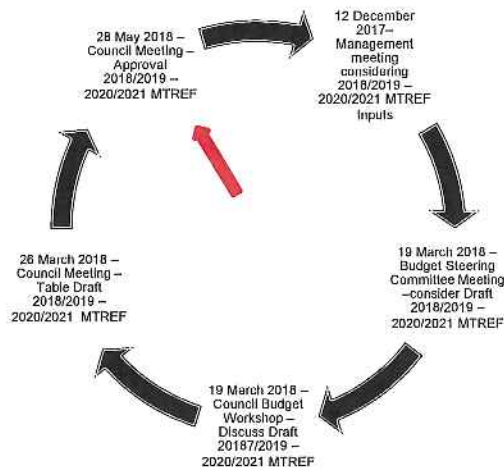 28 May 2018 –
Council Meeting –
Approval
2018/2019 –
2020/2021 MTREF
12 December
2017–
Management
meeting
considering
2018/2019 –
2020/2021 MTREF
Inputs
19 March 2018 –
Budget Steering
Committee Meeting
–consider Draft
2018/2019 –
2020/2021 MTREF
19 March 2018 –
Council Budget
Workshop –
Discuss Draft
20187/2019 –
2020/2021 MTREF
26 March 2018 –
Council Meeting –
Table Draft
2018/2019 –
2020/2021 MTREF